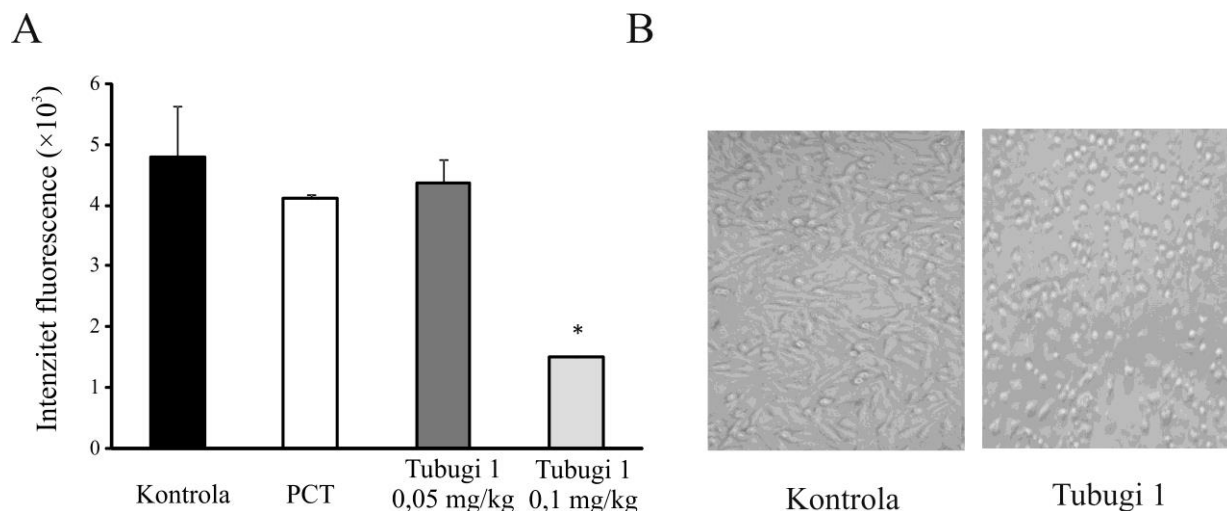 A
B
Intenzitet fluorescence (×10³)
6
5
4
3
2
1
0
*
Kontrola
PCT
Tubugi 1
0,05 mg/kg
Tubugi 1
0,1 mg/kg
Kontrola
Tubugi 1